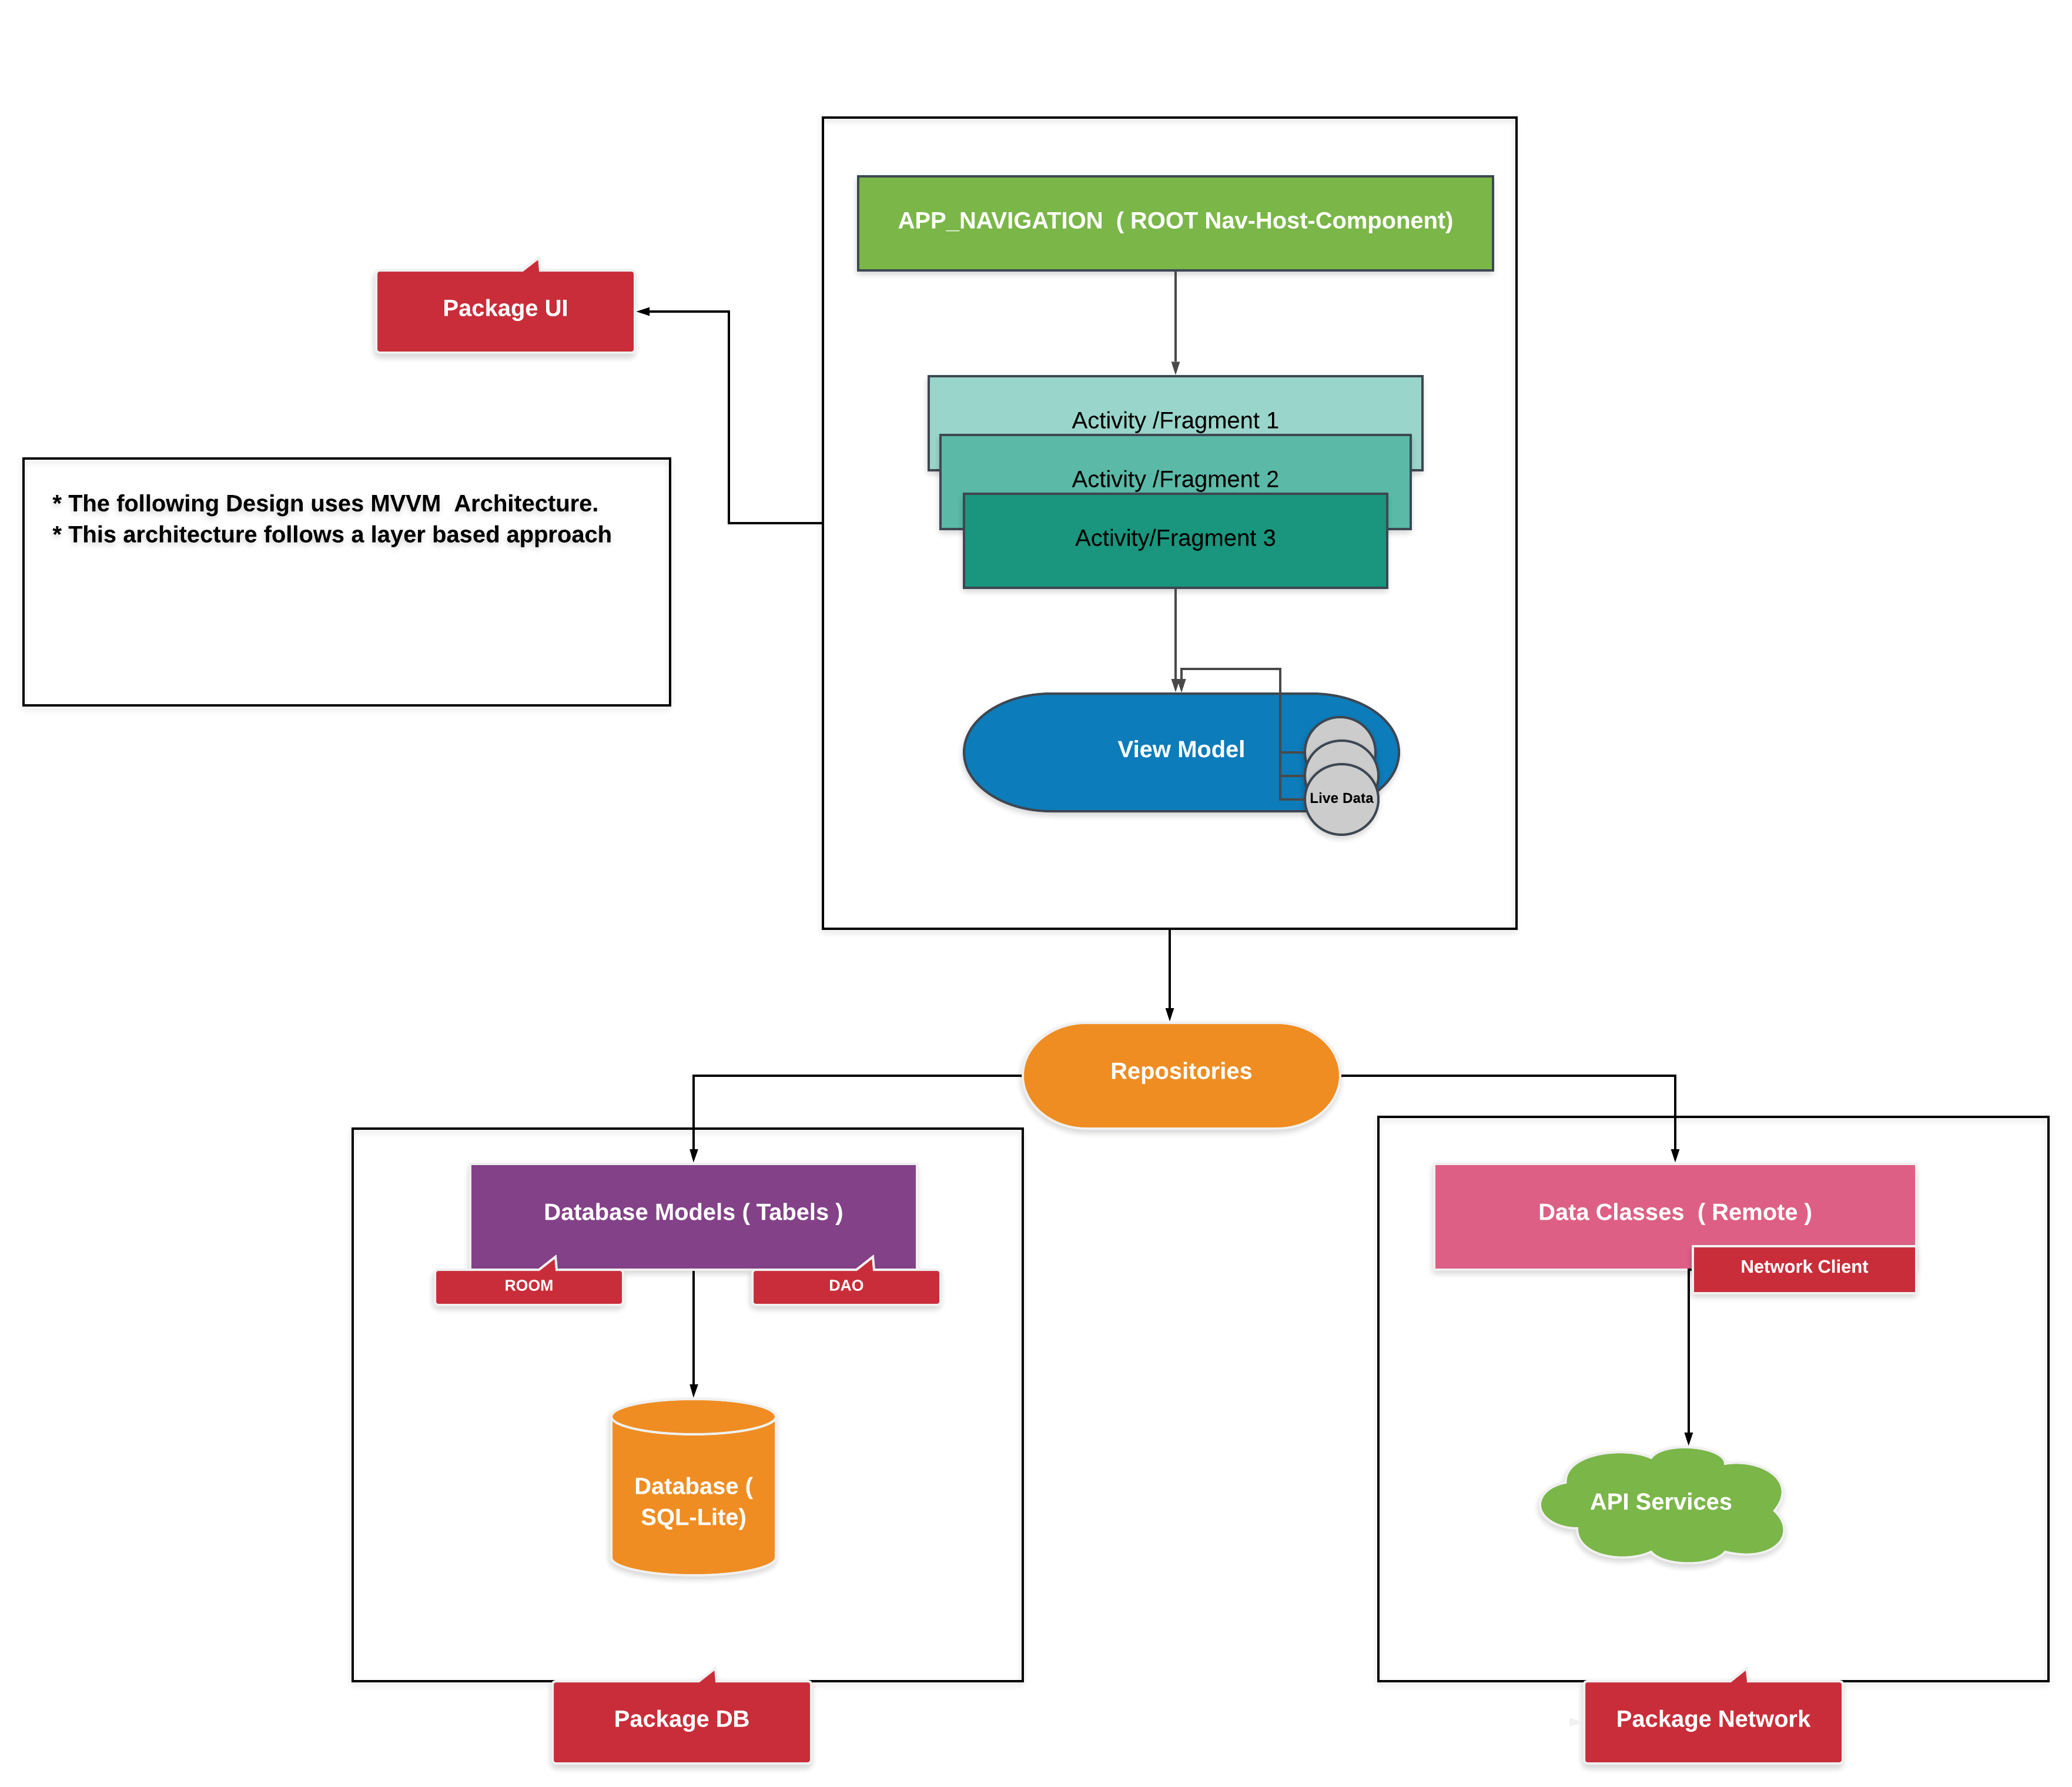 APP_NAVIGATION  ( ROOT Nav-Host-Component)
Package UI
Activity /Fragment 1
Activity /Fragment 2
Activity/Fragment 3
* The following Design uses MVVM  Architecture.
* This architecture follows a layer based approach
View Model
Live Data
Repositories
Database Models ( Tabels )
ROOM
DAO
Data Classes  ( Remote )
Network Client
Database (
SQL-Lite)
API Services
Package DB
Package Network